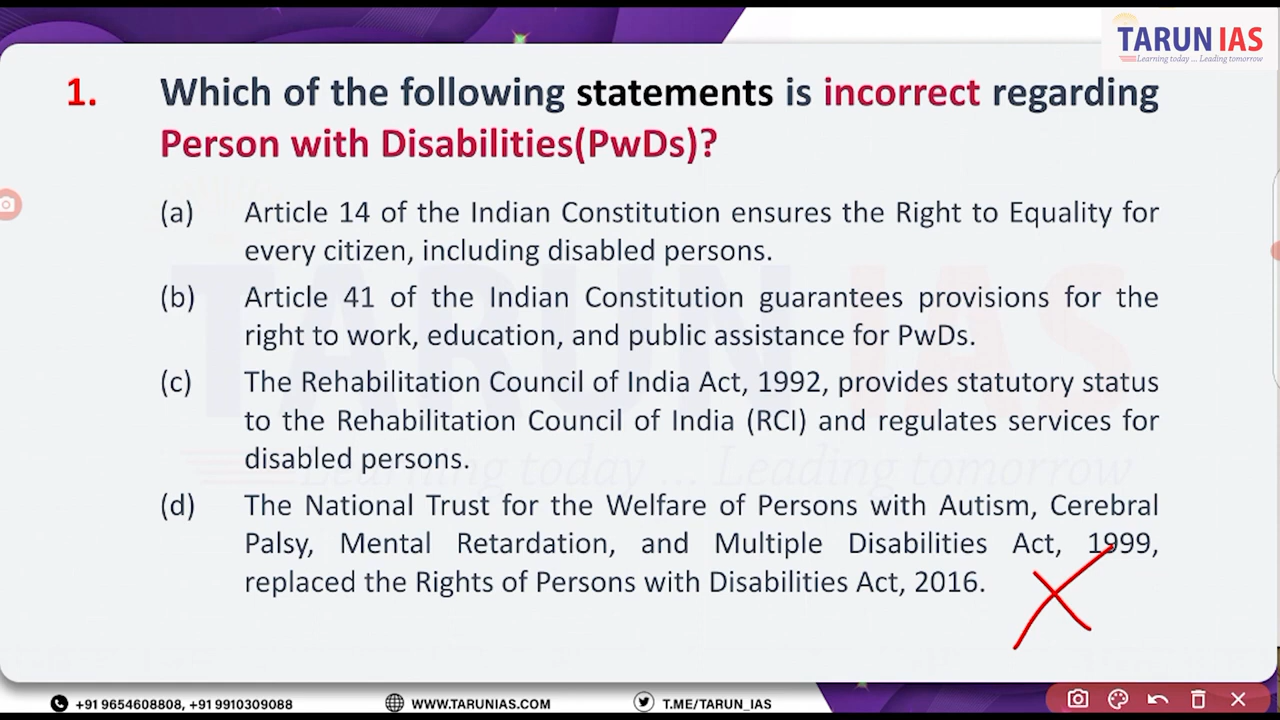 TARUN IAS
Learning today ... Leading tomorrow
1. Which of the following statements is incorrect regarding
Person with Disabilities(PwDs)?
(a) Article 14 of the Indian Constitution ensures the Right to Equality for
every citizen, including disabled persons.
(b) Article 41 of the Indian Constitution guarantees provisions for the
right to work, education, and public assistance for PwDs.
(c) The Rehabilitation Council of India Act, 1992, provides statutory status
to the Rehabilitation Council of India (RCI) and regulates services for
disabled persons.
(d) The National Trust for the Welfare of Persons with Autism, Cerebral
Palsy, Mental Retardation, and Multiple Disabilities Act, 1999,
replaced the Rights of Persons with Disabilities Act, 2016.
TARUN IAS
Learning today ... Leading tomorrow
+91 9654608808, +91 9910309088 WWW.TARUNIAS.COM T.ME/TARUN_IAS